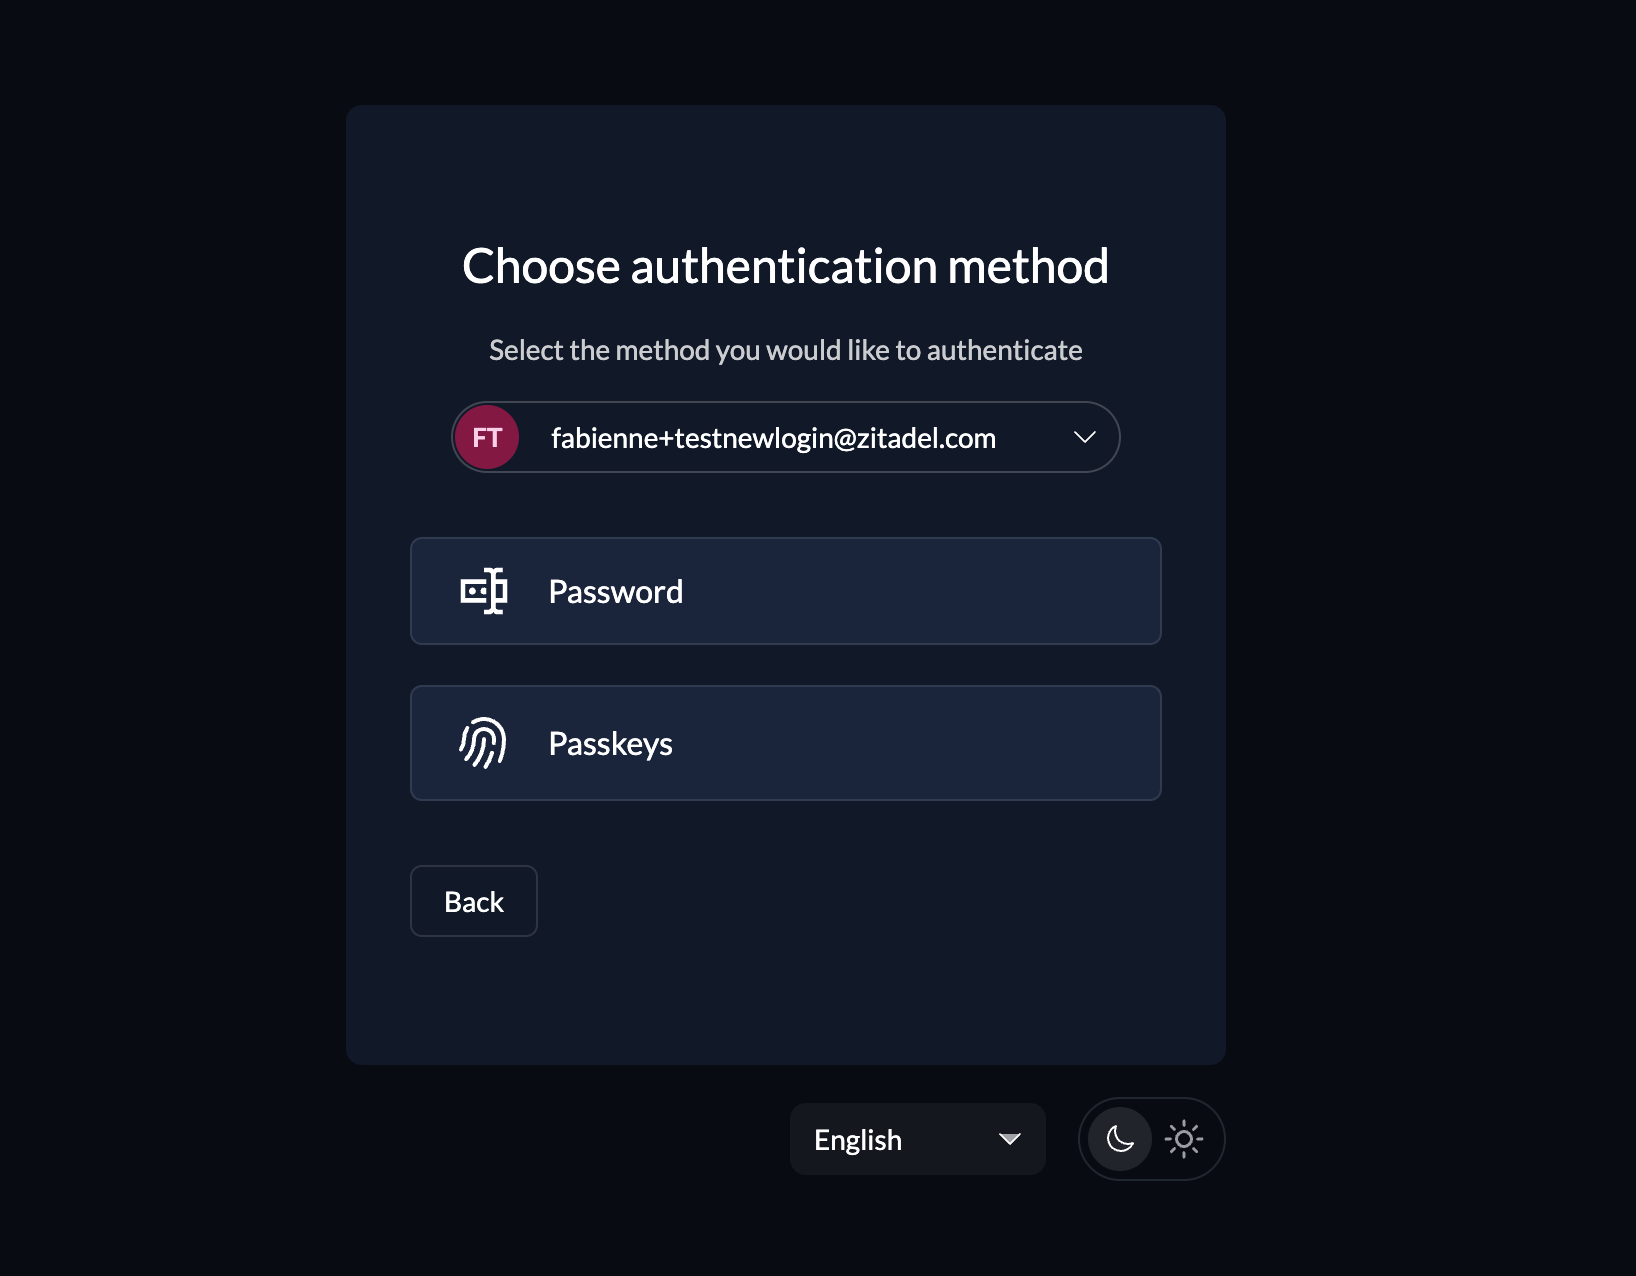 Choose authentication method
Select the method you would like to authenticate
FT fabienne+testnewlogin@zitadel.com
Password
Passkeys
Back
English